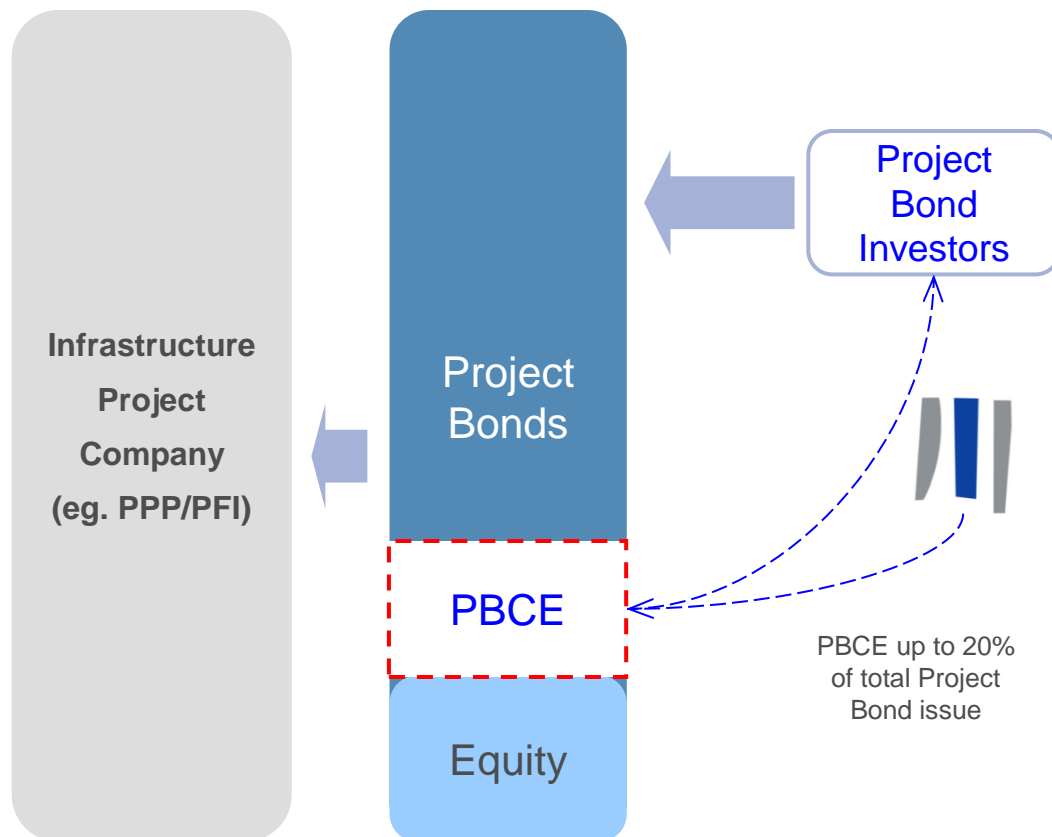 Infrastructure
Project
Company
(eg. PPP/PFI)
Project
Bonds
PBCE
Equity
Project
Bond
Investors
PBCE up to 20%
of total Project
Bond issue